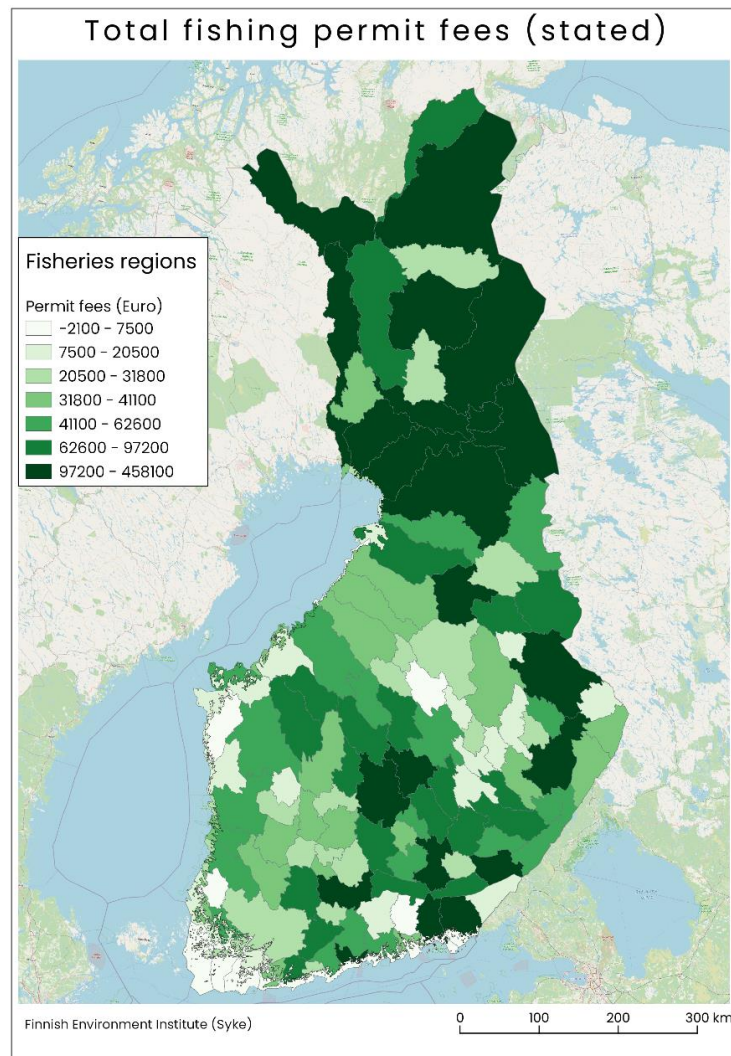 Total fishing permit fees (stated)
Fisheries regions
Permit fees (Euro)
-2100 - 7500
7500 - 20500
20500 - 31800
31800 - 41100
41100 - 62600
62600 - 97200
97200 - 458100
Finnish Environment Institute (Syke)
0 100 200 300 km